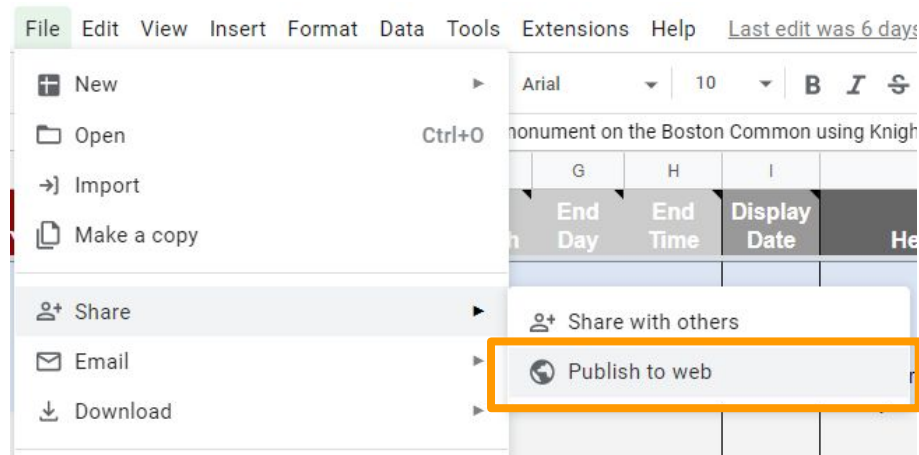 File Edit View Insert Format Data Tools Extensions Help Last edit was 6 days
New
Arial 10 B I S
Open Ctrl+O
monument on the Boston Common using Knigh
Import
G H I
Make a copy
End Day
End Time
Display Date
He
Share
Share with others
Email
Publish to web
Download